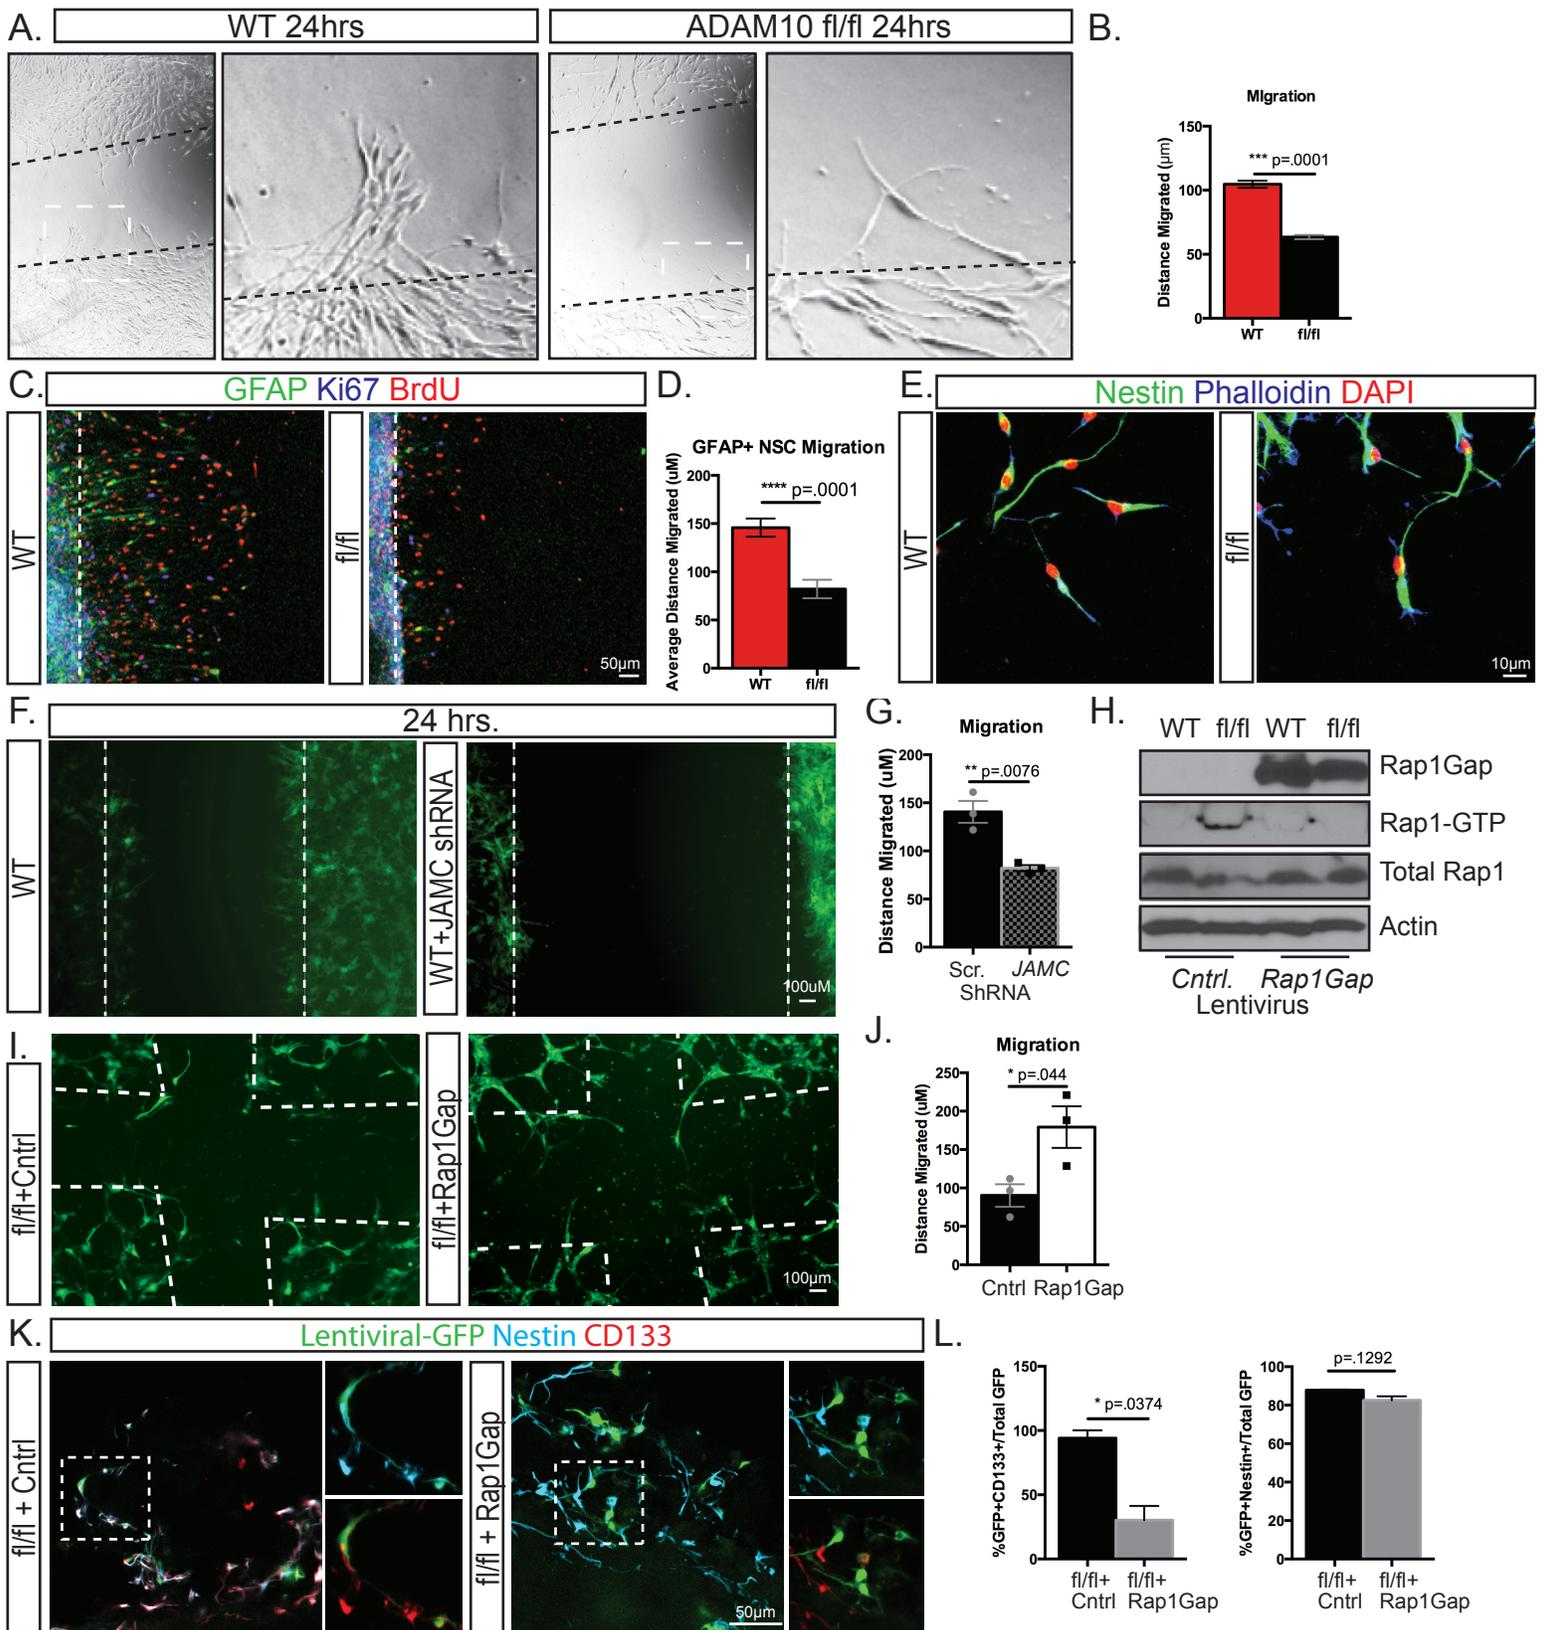 A.
WT 24hrs
ADAM10 fl/fl 24hrs
B.
MIgration
Distance Migrated (µm)
150
100
50
0
*** p=.0001
WT
fl/fl
C.
GFAP Ki67 BrdU
WT
fl/fl
50µm
D.
GFAP+ NSC Migration
Average Distance Migrated (uM)
200
150
100
50
0
**** p=.0001
WT
fl/fl
E.
Nestin Phalloidin DAPI
WT
fl/fl
10µm
F.
24 hrs.
WT
WT+JAMC shRNA
100uM
G.
Migration
Distance Migrated (uM)
200
150
100
50
0
** p=.0076
Scr. JAMC
ShRNA
H.
WT fl/fl WT fl/fl
Rap1Gap
Rap1-GTP
Total Rap1
Actin
Cntrl. Rap1Gap
Lentivirus
I.
fl/fl+Cntrl
fl/fl+Rap1Gap
100µm
J.
Migration
Distance Migrated (uM)
250
200
150
100
50
0
* p=.044
Cntrl Rap1Gap
K.
Lentiviral-GFP Nestin CD133
fl/fl + Cntrl
fl/fl + Rap1Gap
50µm
L.
%GFP+CD133+/Total GFP
150
100
50
0
* p=.0374
fl/fl+ fl/fl+
Cntrl Rap1Gap
%GFP+Nestin+/Total GFP
100
80
60
40
20
0
p=.1292
fl/fl+ fl/fl+
Cntrl Rap1Gap